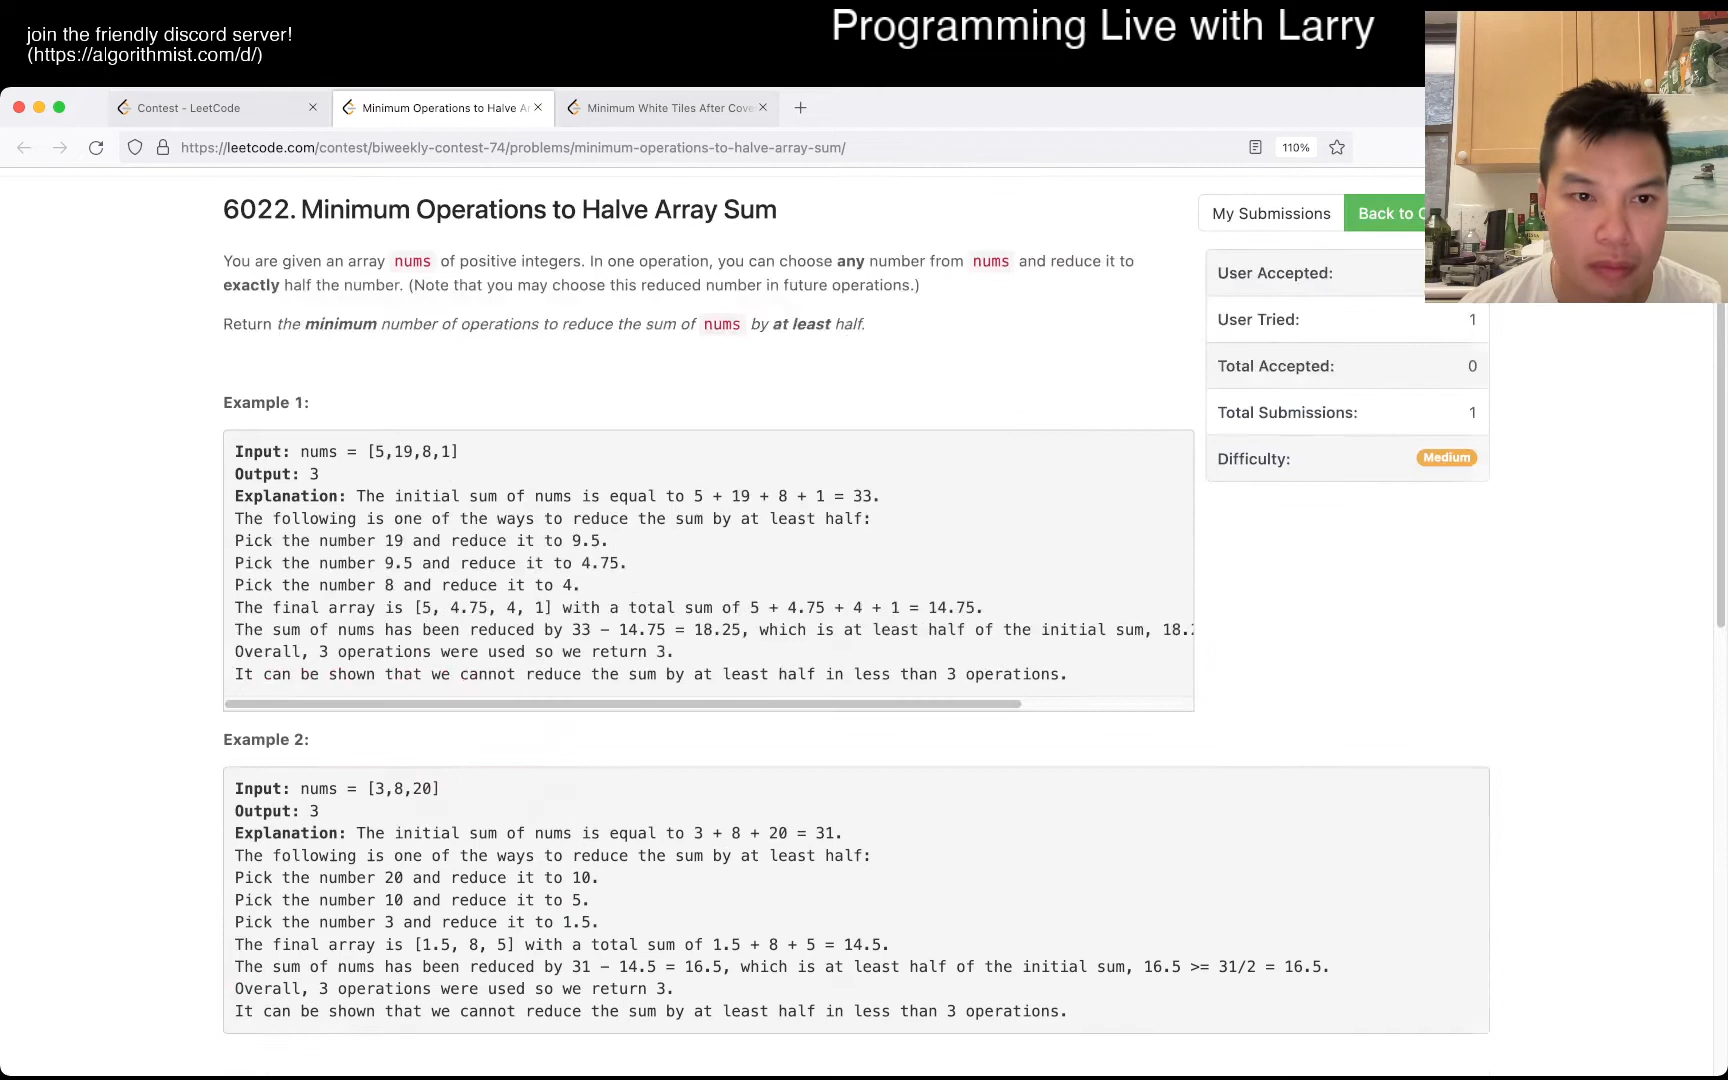 join the friendly discord server!
(https://algorithmist.com/d/)
Programming Live with Larry
Contest - LeetCode
Minimum Operations to Halve Ar
Minimum White Tiles After Cove
https://leetcode.com/contest/biweekly-contest-74/problems/minimum-operations-to-halve-array-sum/
110%
6022. Minimum Operations to Halve Array Sum
My Submissions
Back to C
You are given an array nums of positive integers. In one operation, you can choose any number from nums and reduce it to
exactly half the number. (Note that you may choose this reduced number in future operations.)
Return the minimum number of operations to reduce the sum of nums by at least half.
User Accepted:
User Tried: 1
Total Accepted: 0
Total Submissions: 1
Difficulty: Medium
Example 1:
Input: nums = [5,19,8,1]
Output: 3
Explanation: The initial sum of nums is equal to 5 + 19 + 8 + 1 = 33.
The following is one of the ways to reduce the sum by at least half:
Pick the number 19 and reduce it to 9.5.
Pick the number 9.5 and reduce it to 4.75.
Pick the number 8 and reduce it to 4.
The final array is [5, 4.75, 4, 1] with a total sum of 5 + 4.75 + 4 + 1 = 14.75.
The sum of nums has been reduced by 33 - 14.75 = 18.25, which is at least half of the initial sum, 18.2
Overall, 3 operations were used so we return 3.
It can be shown that we cannot reduce the sum by at least half in less than 3 operations.
Example 2:
Input: nums = [3,8,20]
Output: 3
Explanation: The initial sum of nums is equal to 3 + 8 + 20 = 31.
The following is one of the ways to reduce the sum by at least half:
Pick the number 20 and reduce it to 10.
Pick the number 10 and reduce it to 5.
Pick the number 3 and reduce it to 1.5.
The final array is [1.5, 8, 5] with a total sum of 1.5 + 8 + 5 = 14.5.
The sum of nums has been reduced by 31 - 14.5 = 16.5, which is at least half of the initial sum, 16.5 >= 31/2 = 16.5.
Overall, 3 operations were used so we return 3.
It can be shown that we cannot reduce the sum by at least half in less than 3 operations.